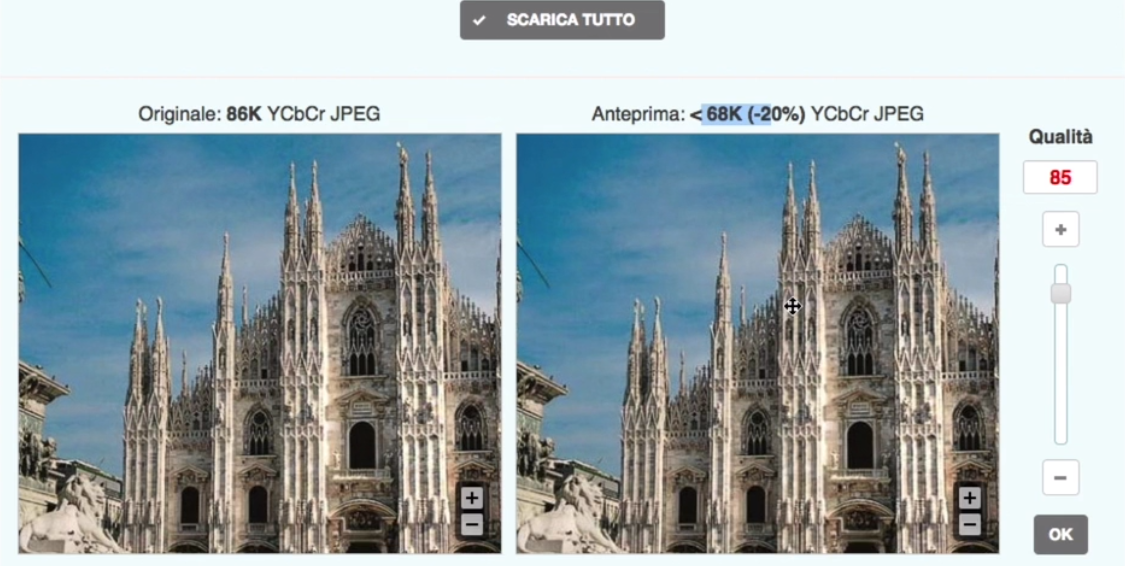 SCARICA TUTTO
Originale: 86K YCbCr JPEG
Anteprima: < 68K (-20%) YCbCr JPEG
Qualità
85
OK